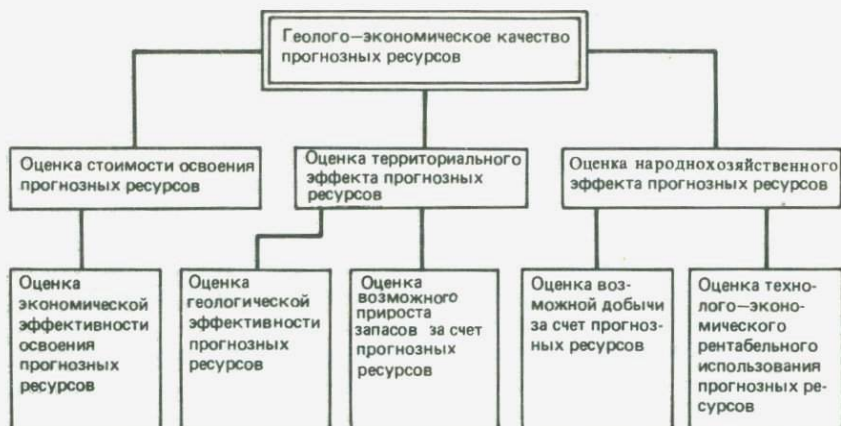 Геолого—экономическое качество
прогнозных ресурсов
Оценка стоимости освоения
прогнозных ресурсов
Оценка территориального
эффекта прогнозных
ресурсов
Оценка народнохозяйственного
эффекта прогнозных ресурсов
Оценка
экономической
эффективности
освоения
прогнозных
ресурсов
Оценка
геологической
эффективности
прогнозных
ресурсов
Оценка
возможного
прироста
запасов за счет
прогнозных
ресурсов
Оценка воз-
можной добычи
за счет прогноз-
ных ресурсов
Оценка техно-
лого—эконо-
мического
рентабельного
использования
прогнозных ре-
сурсов